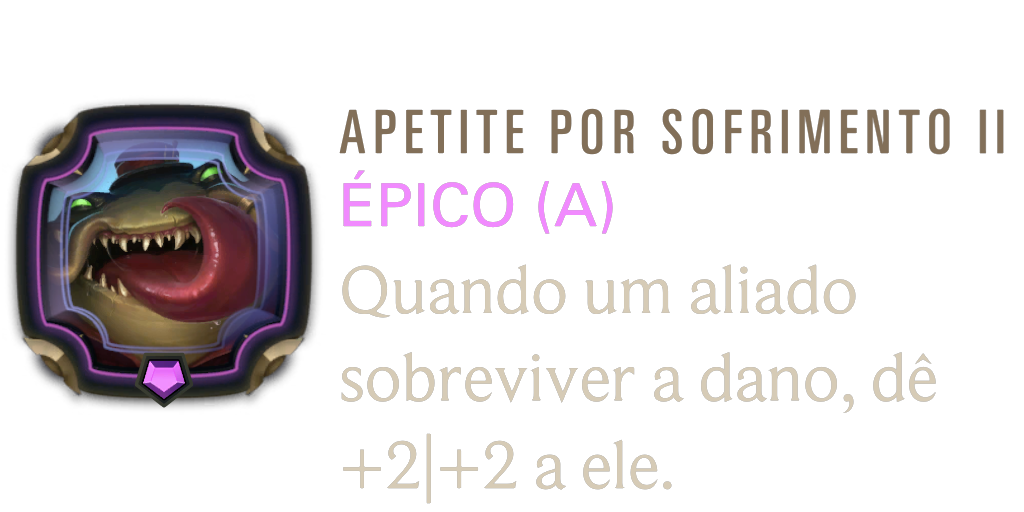 APETITE POR SOFRIMENTO II
ÉPICO (A)
Quando um aliado
sobreviver a dano, dê
+2|+2 a ele.